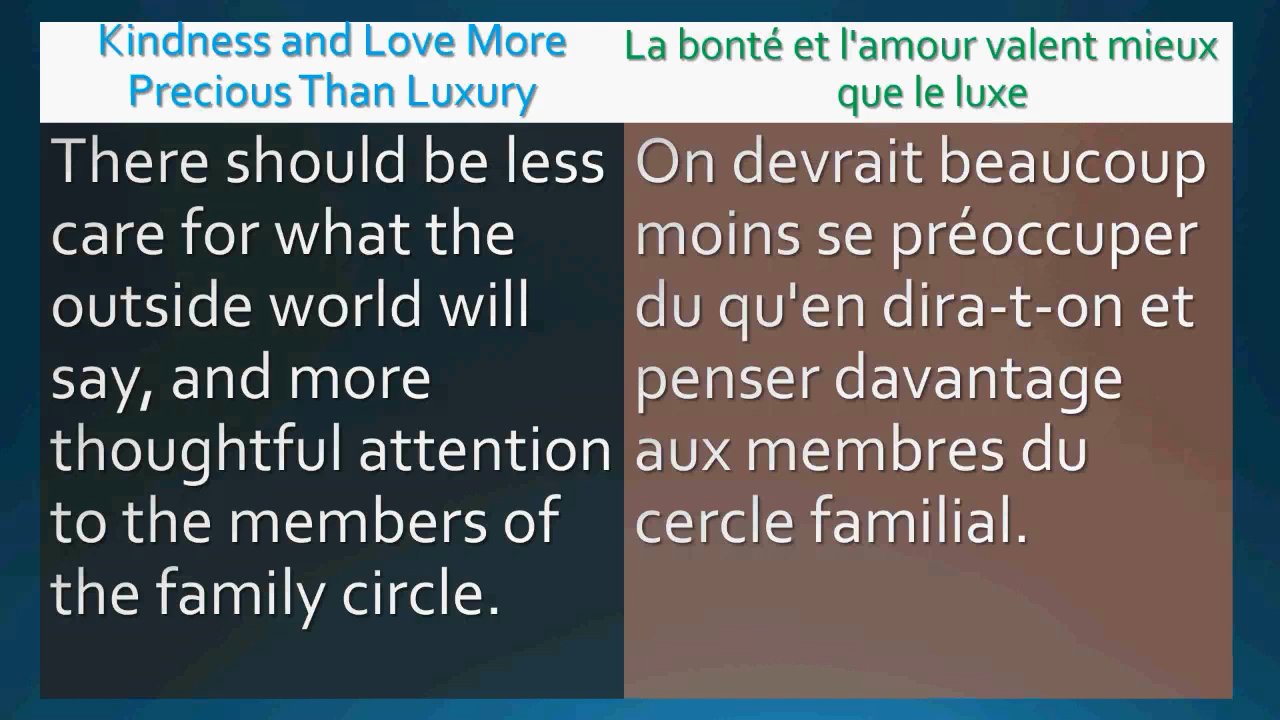 Kindness and Love More
Precious Than Luxury
There should be less
care for what the
outside world will
say, and more
thoughtful attention
to the members of
the family circle.
La bonté et l'amour valent mieux
que le luxe
On devrait beaucoup
moins se préoccuper
du qu'en dira-t-on et
penser davantage
aux membres du
cercle familial.